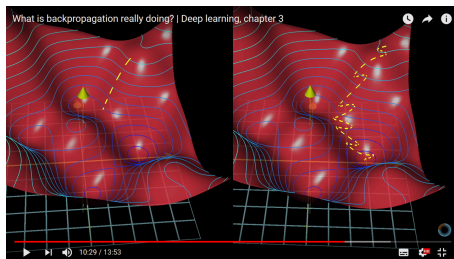 What is backpropagation really doing? | Deep learning, chapter 3
10:29 / 13:53